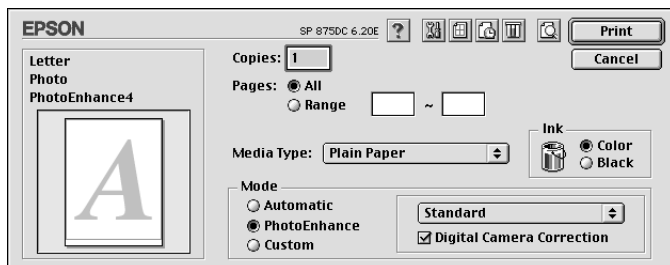 EPSON
SP 875DC 6.20E
?
Print
Cancel
Letter
Photo
PhotoEnhance4
A
Copies: 1
Pages: All
Range ~
Media Type: Plain Paper
Ink
Color
Black
Mode
Automatic
PhotoEnhance
Custom
Standard
Digital Camera Correction